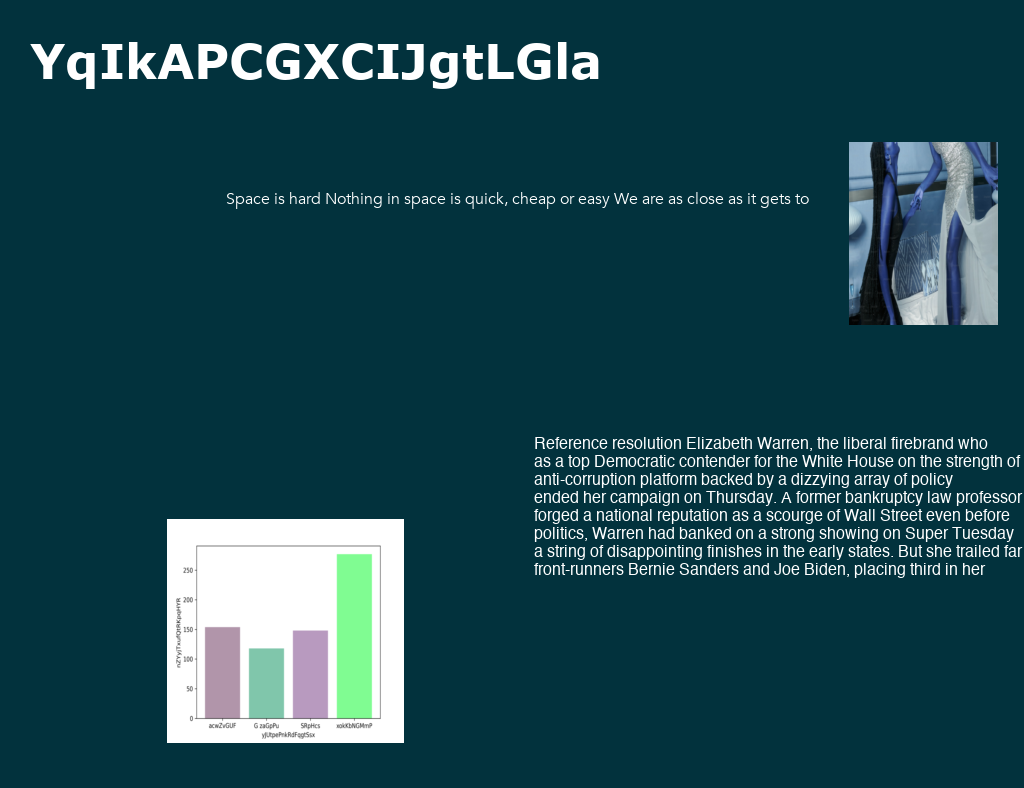 YqIkAPCGXCIJgtLGla
Space is hard Nothing in space is quick, cheap or easy We are as close as it gets to
Reference resolution Elizabeth Warren, the liberal firebrand who
as a top Democratic contender for the White House on the strength of
anti-corruption platform backed by a dizzying array of policy
ended her campaign on Thursday. A former bankruptcy law professor
forged a national reputation as a scourge of Wall Street even before
politics, Warren had banked on a strong showing on Super Tuesday
a string of disappointing finishes in the early states. But she trailed far
front-runners Bernie Sanders and Joe Biden, placing third in her
250
200
150
100
50
0
acwZvGUF G zaGpPu SRpHcs xokKbNGMmP
yJUtpePnkRdFqgtSsx